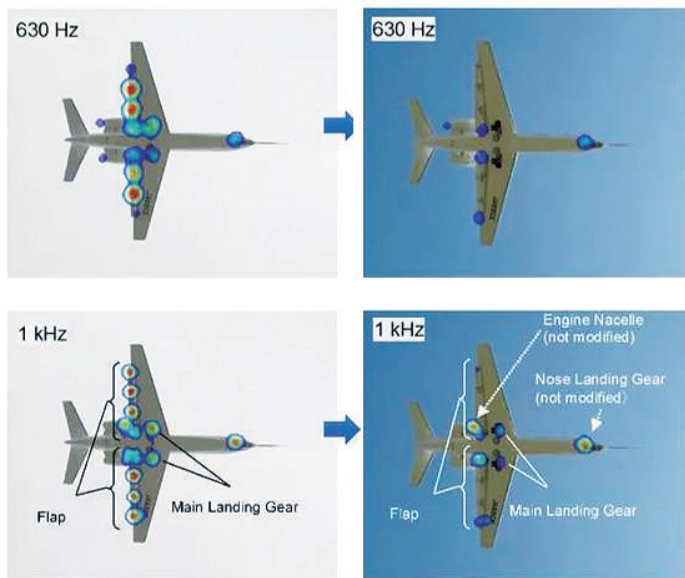 630 Hz
630 Hz
1 kHz
1 kHz
Engine Nacelle
(not modified)
Nose Landing Gear
(not modified)
Flap
Main Landing Gear
Flap
Main Landing Gear